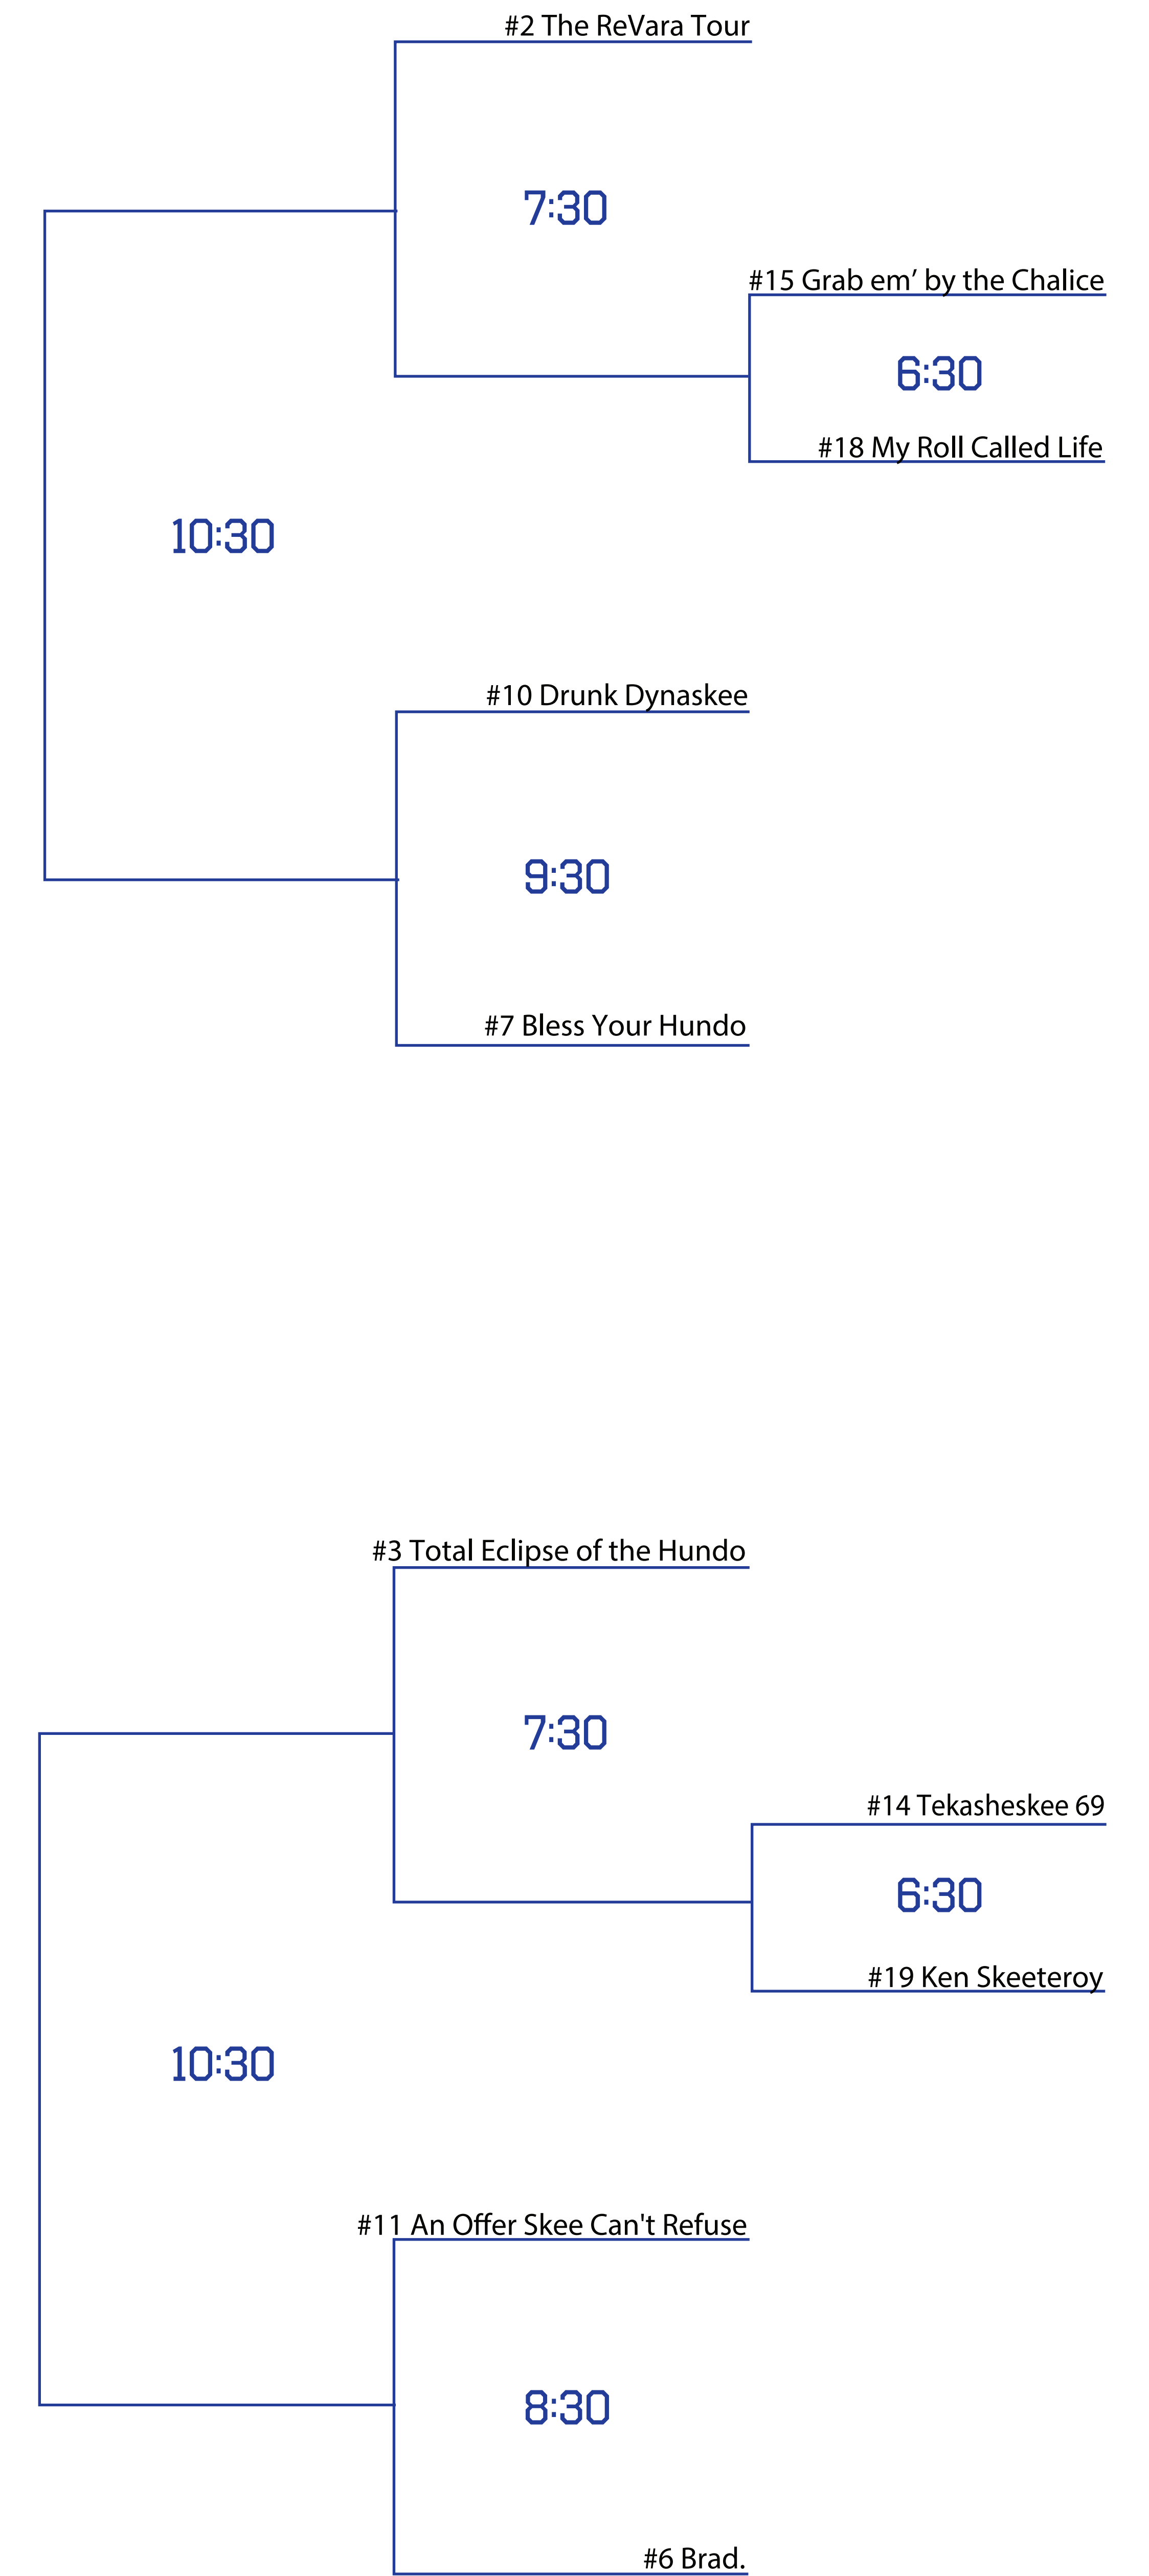 #2 The ReVara Tour
7:30
#15 Grab em’ by the Chalice
6:30
#18 My Roll Called Life
10:30
#10 Drunk Dynaskee
9:30
#7 Bless Your Hundo
#3 Total Eclipse of the Hundo
7:30
#14 Tekasheskee 69
6:30
#19 Ken Skeeteroy
10:30
#11 An Offer Skee Can't Refuse
8:30
#6 Brad.